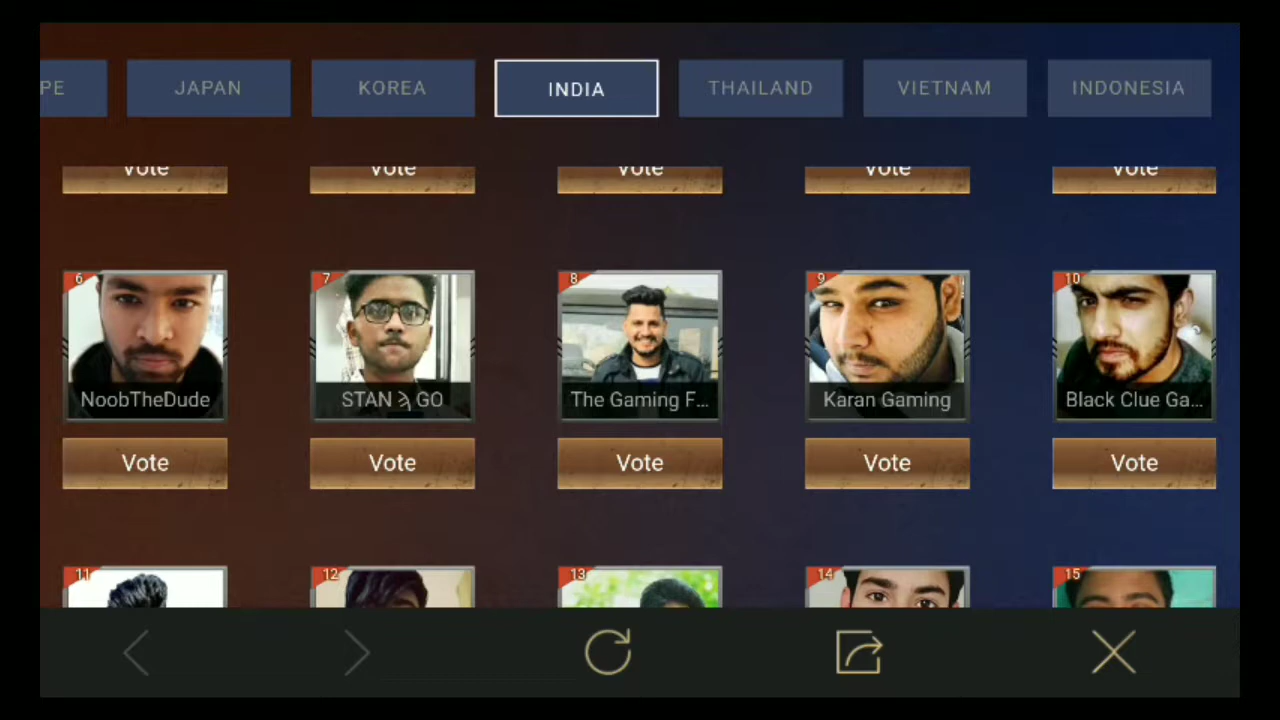 PE JAPAN KOREA INDIA THAILAND VIETNAM INDONESIA
Vote Vote Vote Vote Vote
6 7 8 9 10
NoobTheDude STAN GO The Gaming F... Karan Gaming Black Clue Ga...
Vote Vote Vote Vote Vote
11 12 13 14 15